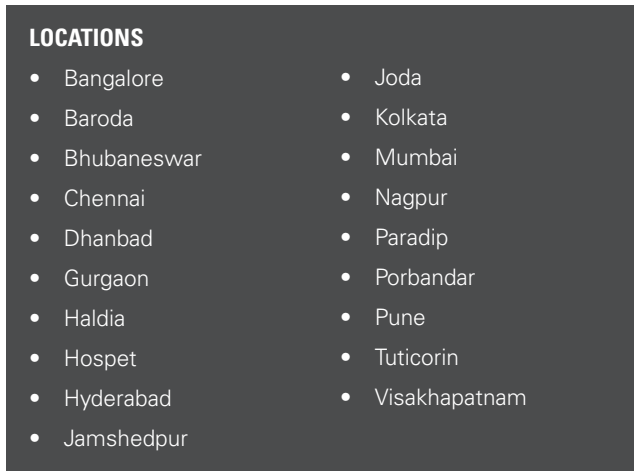 LOCATIONS
• Bangalore
• Baroda
• Bhubaneswar
• Chennai
• Dhanbad
• Gurgaon
• Haldia
• Hospet
• Hyderabad
• Jamshedpur
• Joda
• Kolkata
• Mumbai
• Nagpur
• Paradip
• Porbandar
• Pune
• Tuticorin
• Visakhapatnam